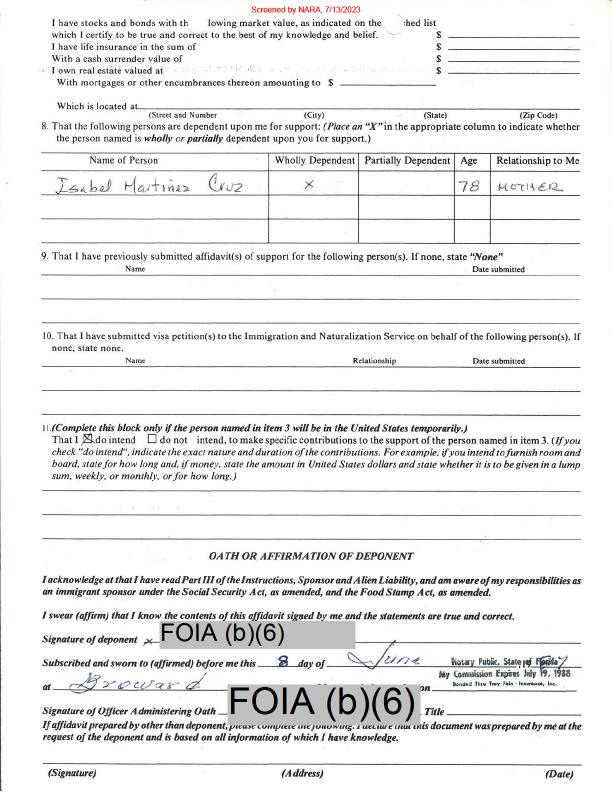 Screened by NARA, 7/13/2023
I have stocks and bonds with th lowing market value, as indicated on the hed list
which I certify to be true and correct to the best of my knowledge and belief. $
I have life insurance in the sum of $
With a cash surrender value of $
I own real estate valued at $
With mortgages or other encumbrances thereon amounting to $
Which is located at
(Street and Number) (City) (State) (Zip Code)
8. That the following persons are dependent upon me for support: (Place an "X" in the appropriate column to indicate whether
the person named is wholly or partially dependent upon you for support.)
Name of Person Wholly Dependent Partially Dependent Age Relationship to Me
Isabel Martinez Cruz X 78 MOTHER
9. That I have previously submitted affidavit(s) of support for the following person(s). If none, state "None"
Name Date submitted
10. That I have submitted visa petition(s) to the Immigration and Naturalization Service on behalf of the following person(s). If
none, state none.
Name Relationship Date submitted
11. (Complete this block only if the person named in item 3 will be in the United States temporarily.)
That I ☒ do intend ☐ do not intend, to make specific contributions to the support of the person named in item 3. (If you
check "do intend", indicate the exact nature and duration of the contributions. For example, if you intend to furnish room and
board, state for how long and, if money, state the amount in United States dollars and state whether it is to be given in a lump
sum, weekly, or monthly, or for how long.)
OATH OR AFFIRMATION OF DEPONENT
I acknowledge at that I have read Part III of the Instructions, Sponsor and Alien Liability, and am aware of my responsibilities as
an immigrant sponsor under the Social Security Act, as amended, and the Food Stamp Act, as amended.
I swear (affirm) that I know the contents of this affidavit signed by me and the statements are true and correct.
Signature of deponent x FOIA (b)(6)
Subscribed and sworn to (affirmed) before me this 8 day of June Notary Public, State of Florida
My Commission Expires July 19, 1988
at Broward on Bonded Thru Troy Fain - Insurance, Inc.
Signature of Officer Administering Oath FOIA (b)(6) Title
If affidavit prepared by other than deponent, please complete the following: I declare that this document was prepared by me at the
request of the deponent and is based on all information of which I have knowledge.
(Signature) (Address) (Date)